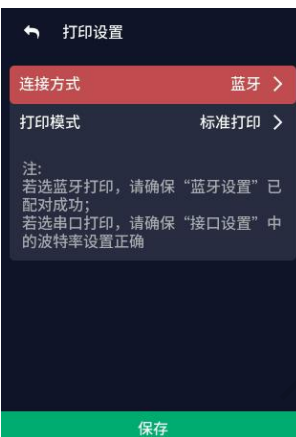 打印设置
连接方式 蓝牙
打印模式 标准打印
注:
若选蓝牙打印，请确保“蓝牙设置”已
配对成功；
若选串口打印，请确保“接口设置”中
的波特率设置正确
保存